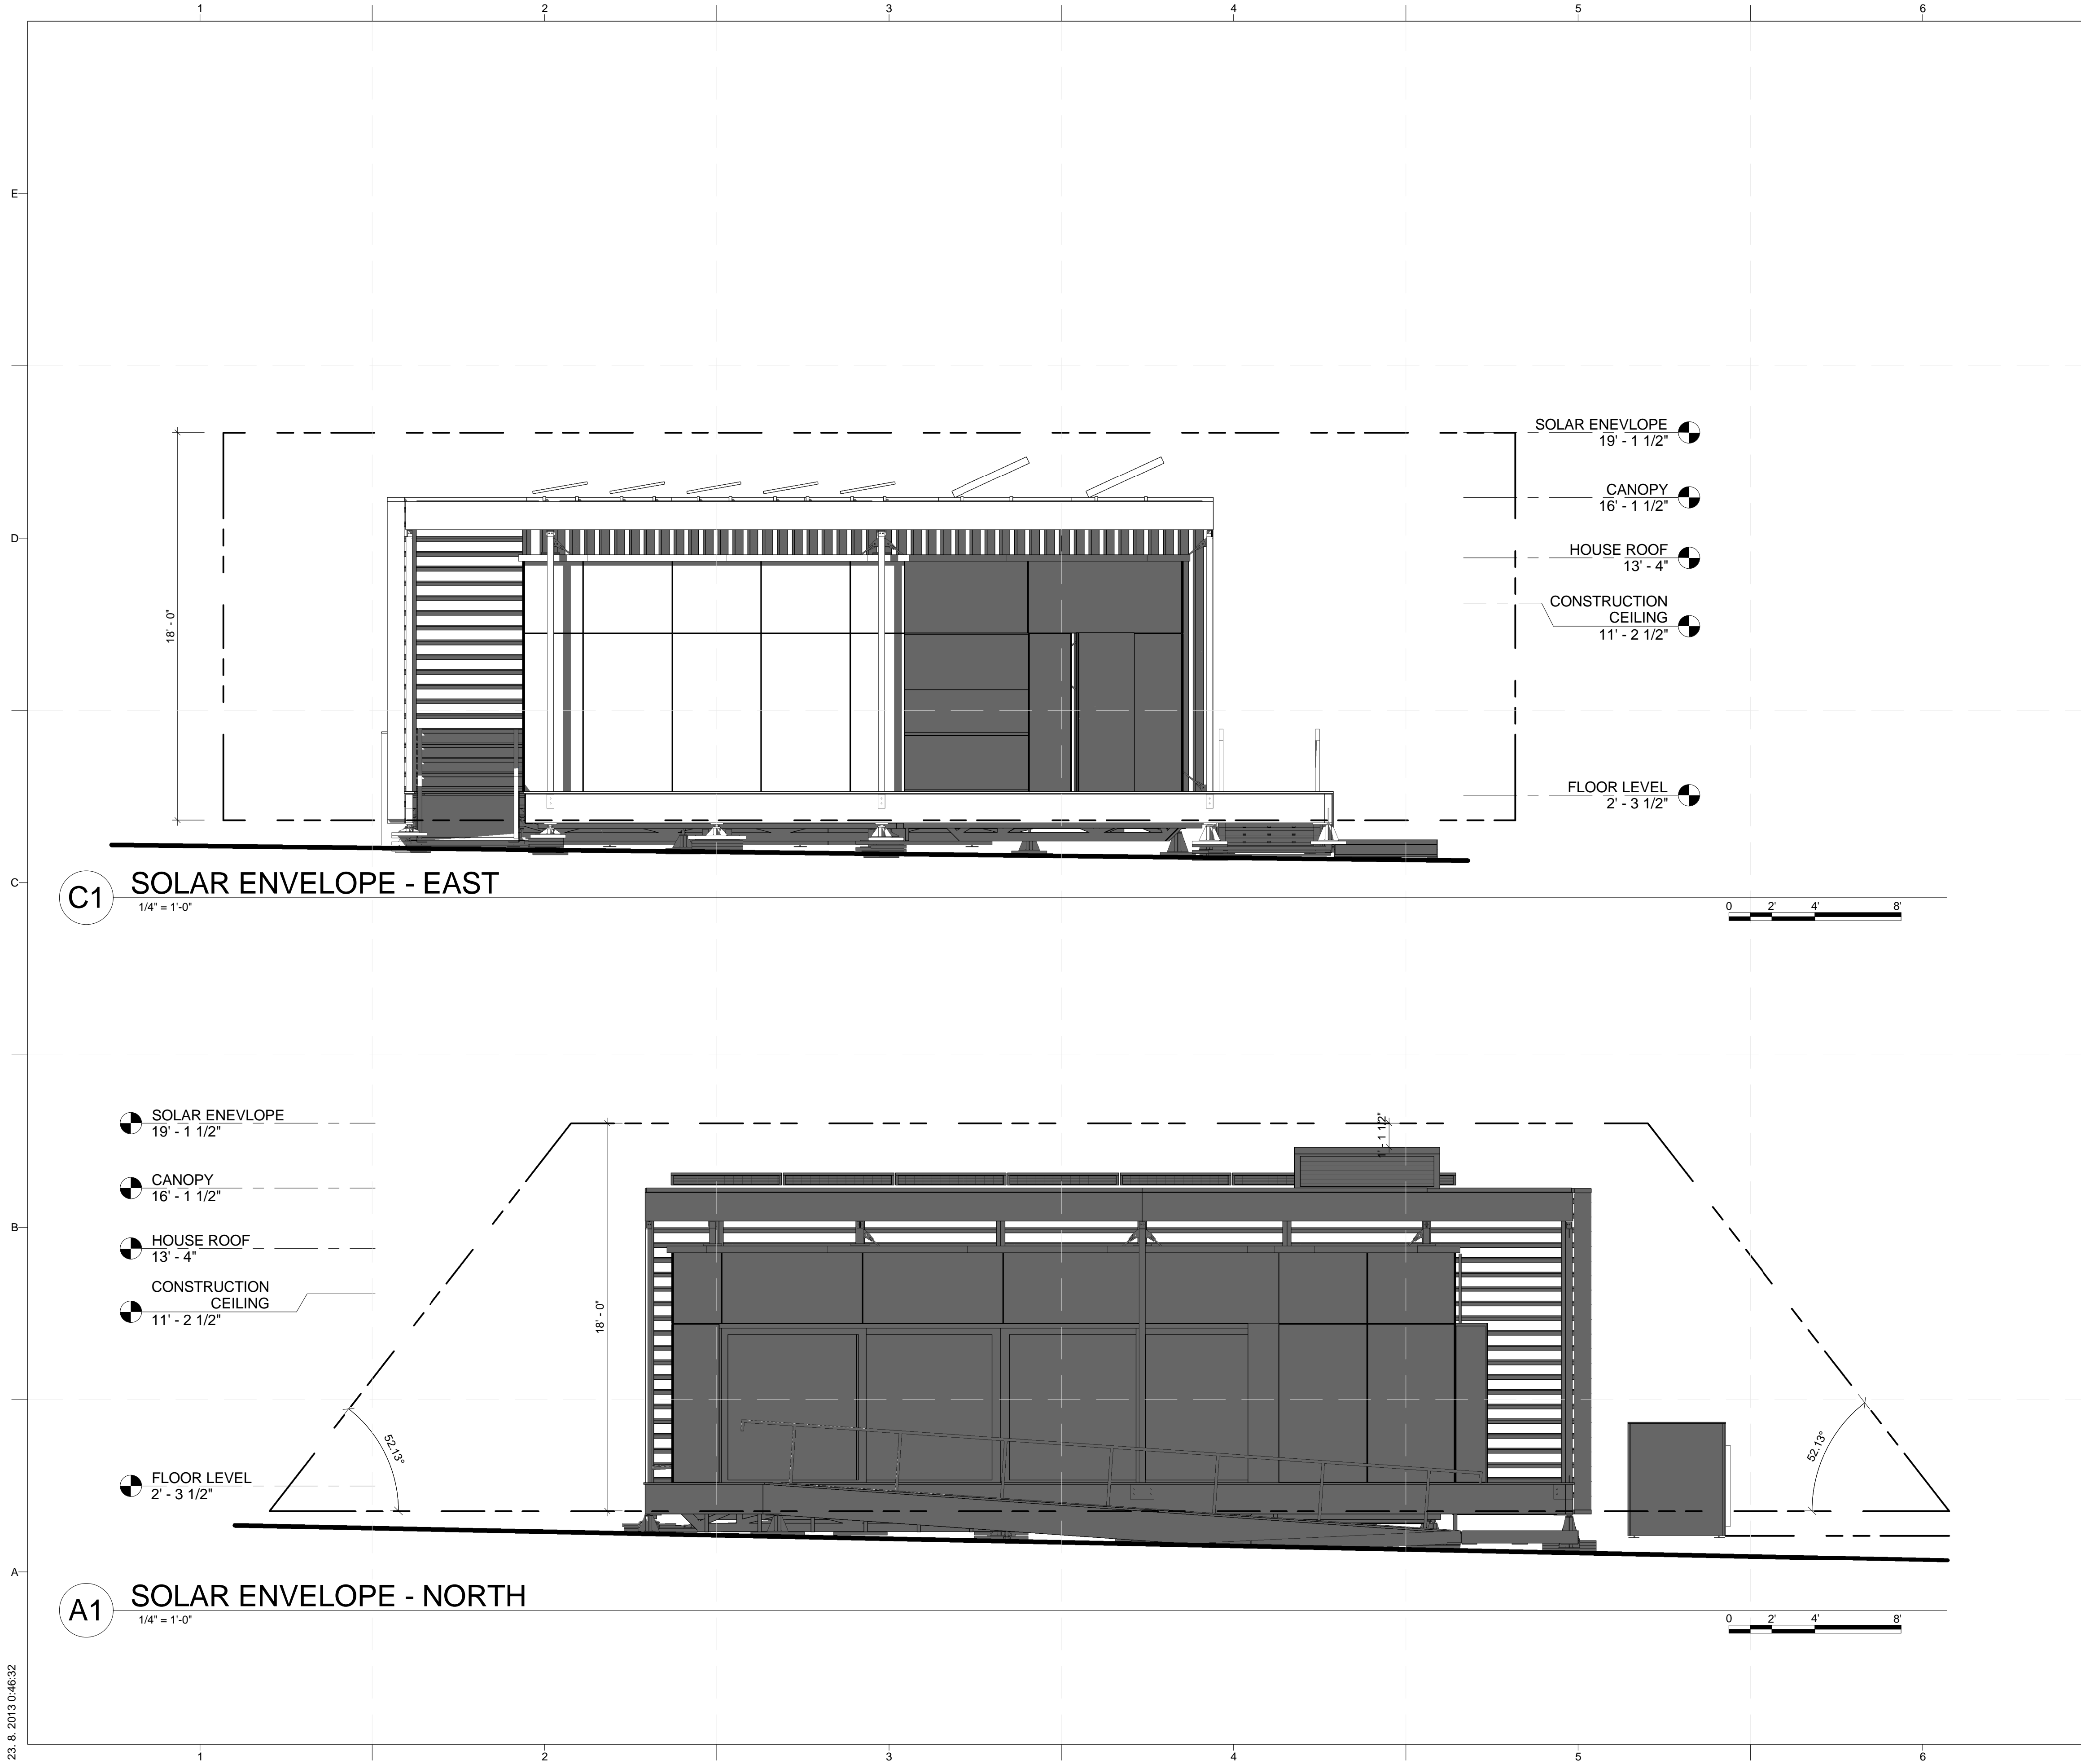 1 2 3 4 5 6
E
D
C
B
A
SOLAR ENEVLOPE
19' - 1 1/2"
CANOPY
16' - 1 1/2"
HOUSE ROOF
13' - 4"
CONSTRUCTION
CEILING
11' - 2 1/2"
FLOOR LEVEL
2' - 3 1/2"
18' - 0"
C1 SOLAR ENVELOPE - EAST
1/4" = 1'-0"
0 2' 4' 8'
SOLAR ENEVLOPE
19' - 1 1/2"
CANOPY
16' - 1 1/2"
HOUSE ROOF
13' - 4"
CONSTRUCTION
CEILING
11' - 2 1/2"
FLOOR LEVEL
2' - 3 1/2"
18' - 0"
1' - 1 1/2"
52.13°
52.13°
A1 SOLAR ENVELOPE - NORTH
1/4" = 1'-0"
0 2' 4' 8'
23. 8. 2013 0:46:32
1 2 3 4 5 6